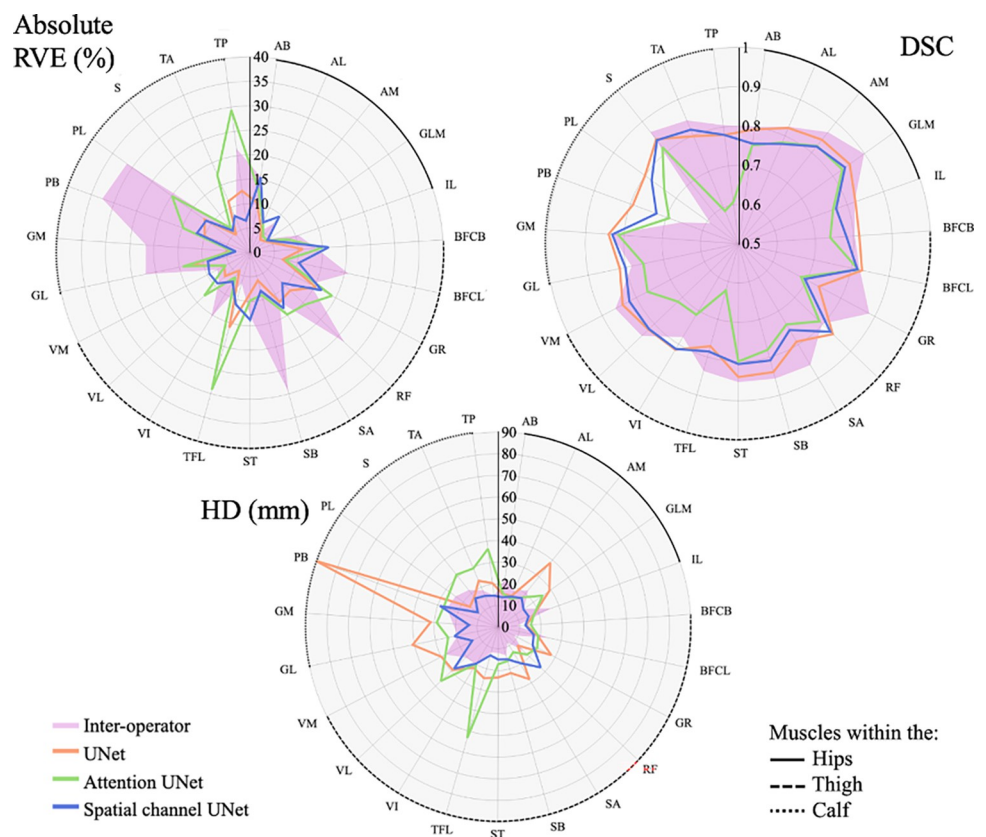 Absolute
RVE (%)
TP
AB
AL
AM
GLM
IL
BFCB
BFCL
GR
RF
SA
SB
ST
TFL
VI
VL
VM
GL
GM
PB
PL
S
TA
40
35
30
25
20
15
10
5
0
DSC
TP
AB
AL
AM
GLM
IL
BFCB
BFCL
GR
RF
SA
SB
ST
TFL
VI
VL
VM
GL
GM
PB
PL
S
TA
1
0.9
0.8
0.7
0.6
0.5
HD (mm)
TP
AB
AL
AM
GLM
IL
BFCB
BFCL
GR
RF
SA
SB
ST
TFL
VI
VL
VM
GL
GM
PB
PL
S
TA
90
80
70
60
50
40
30
20
10
0
Inter-operator
UNet
Attention UNet
Spatial channel UNet
Muscles within the:
Hips
Thigh
Calf